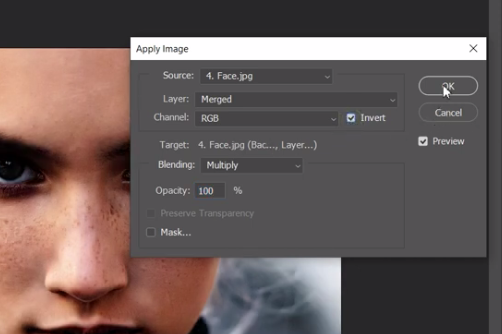 Apply Image
Source: 4. Face.jpg
OK
Layer: Merged
Channel: RGB Invert
Cancel
Target: 4. Face.jpg (Bac..., Layer...)
Preview
Blending: Multiply
Opacity: 100 %
Preserve Transparency
Mask...